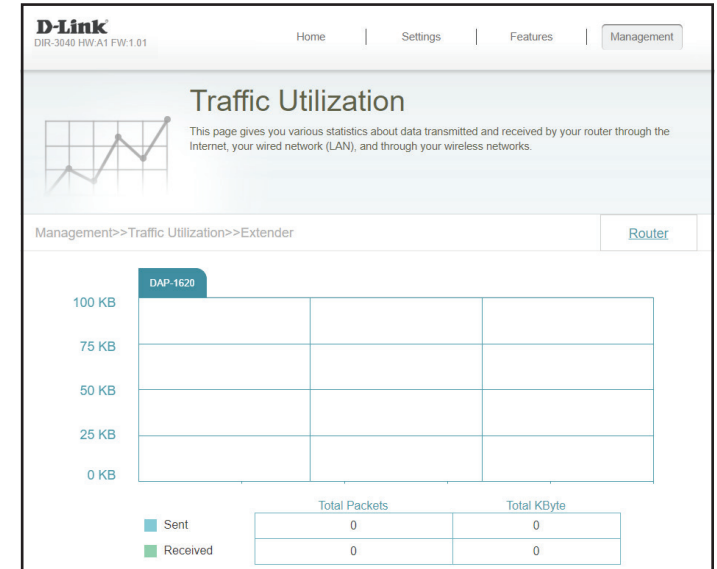 D-Link
DIR-3040 HW:A1 FW:1.01
Home
Settings
Features
Management
Traffic Utilization
This page gives you various statistics about data transmitted and received by your router through the
Internet, your wired network (LAN), and through your wireless networks.
Management>>Traffic Utilization>>Extender
Router
DAP-1620
100 KB
75 KB
50 KB
25 KB
0 KB
Total Packets Total KByte
Sent 0 0
Received 0 0